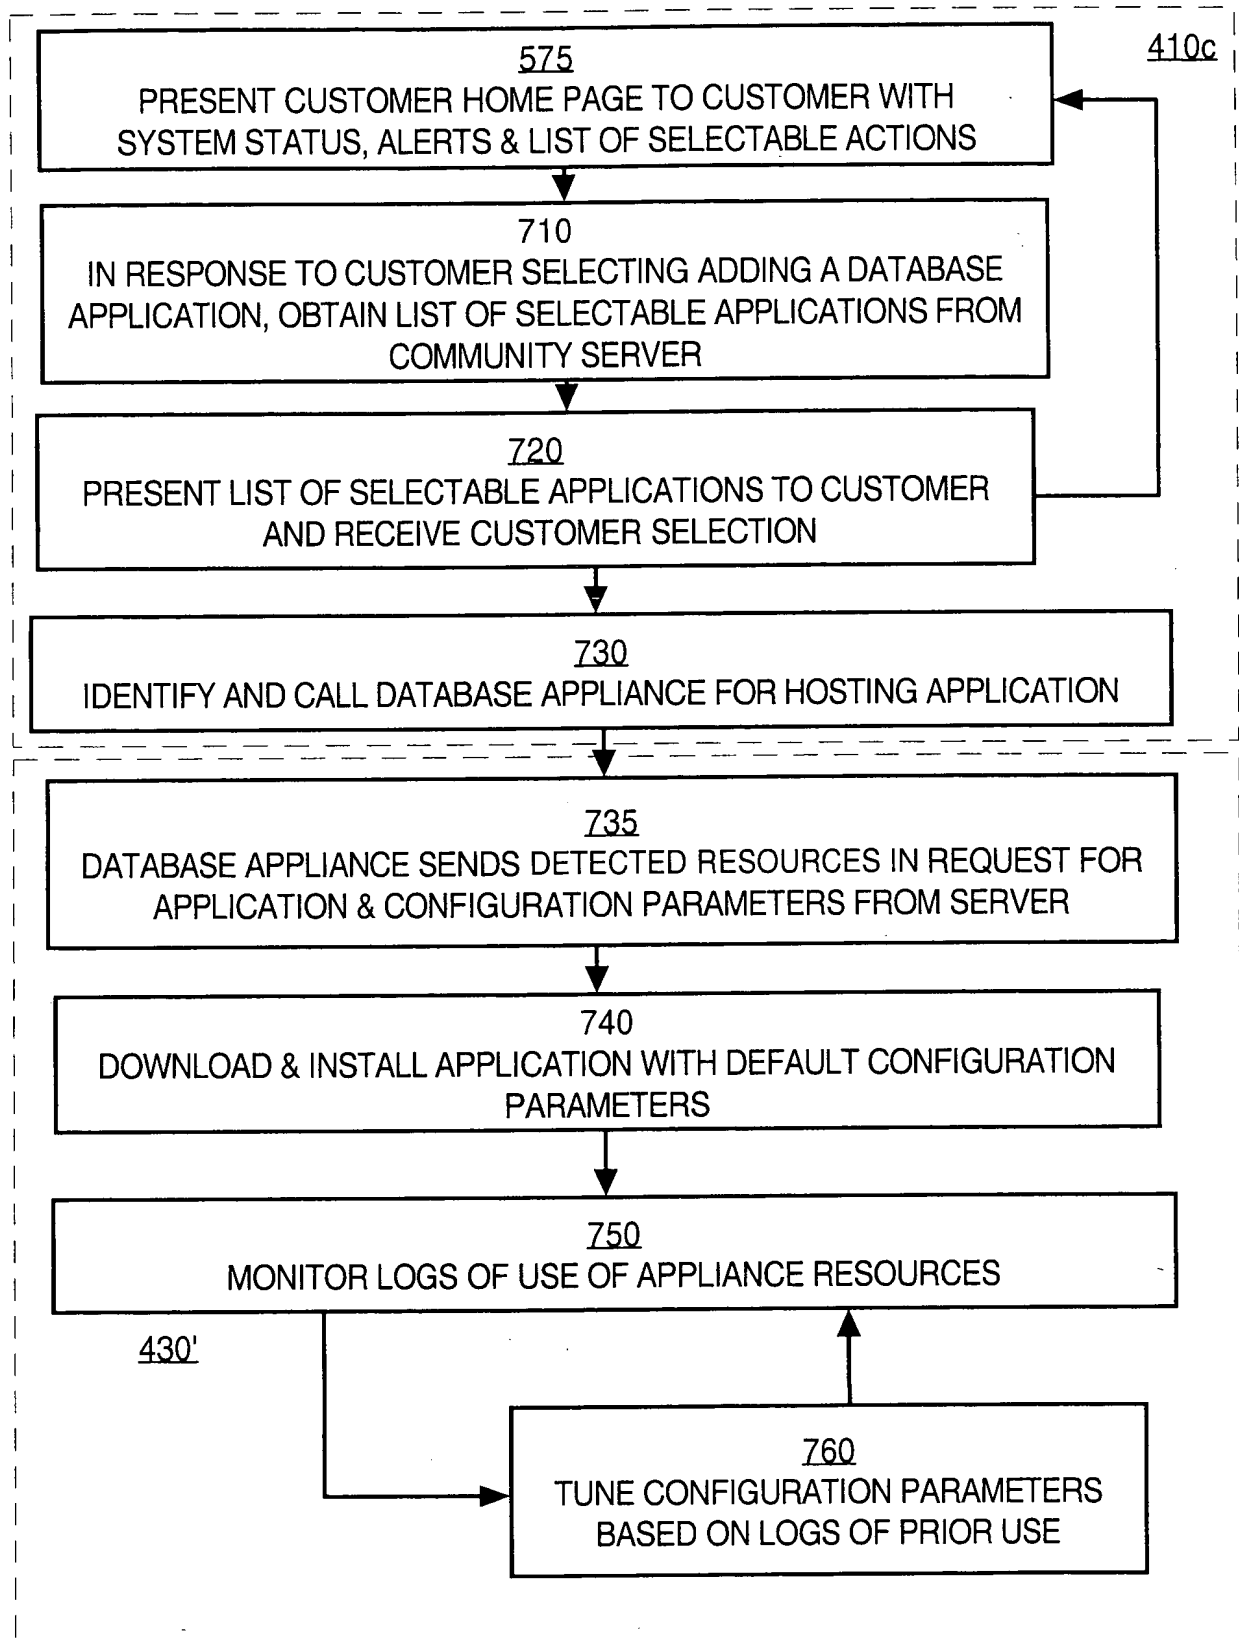 410c
575
PRESENT CUSTOMER HOME PAGE TO CUSTOMER WITH
SYSTEM STATUS, ALERTS & LIST OF SELECTABLE ACTIONS
710
IN RESPONSE TO CUSTOMER SELECTING ADDING A DATABASE
APPLICATION, OBTAIN LIST OF SELECTABLE APPLICATIONS FROM
COMMUNITY SERVER
720
PRESENT LIST OF SELECTABLE APPLICATIONS TO CUSTOMER
AND RECEIVE CUSTOMER SELECTION
730
IDENTIFY AND CALL DATABASE APPLIANCE FOR HOSTING APPLICATION
735
DATABASE APPLIANCE SENDS DETECTED RESOURCES IN REQUEST FOR
APPLICATION & CONFIGURATION PARAMETERS FROM SERVER
740
DOWNLOAD & INSTALL APPLICATION WITH DEFAULT CONFIGURATION
PARAMETERS
750
MONITOR LOGS OF USE OF APPLIANCE RESOURCES
430'
760
TUNE CONFIGURATION PARAMETERS
BASED ON LOGS OF PRIOR USE